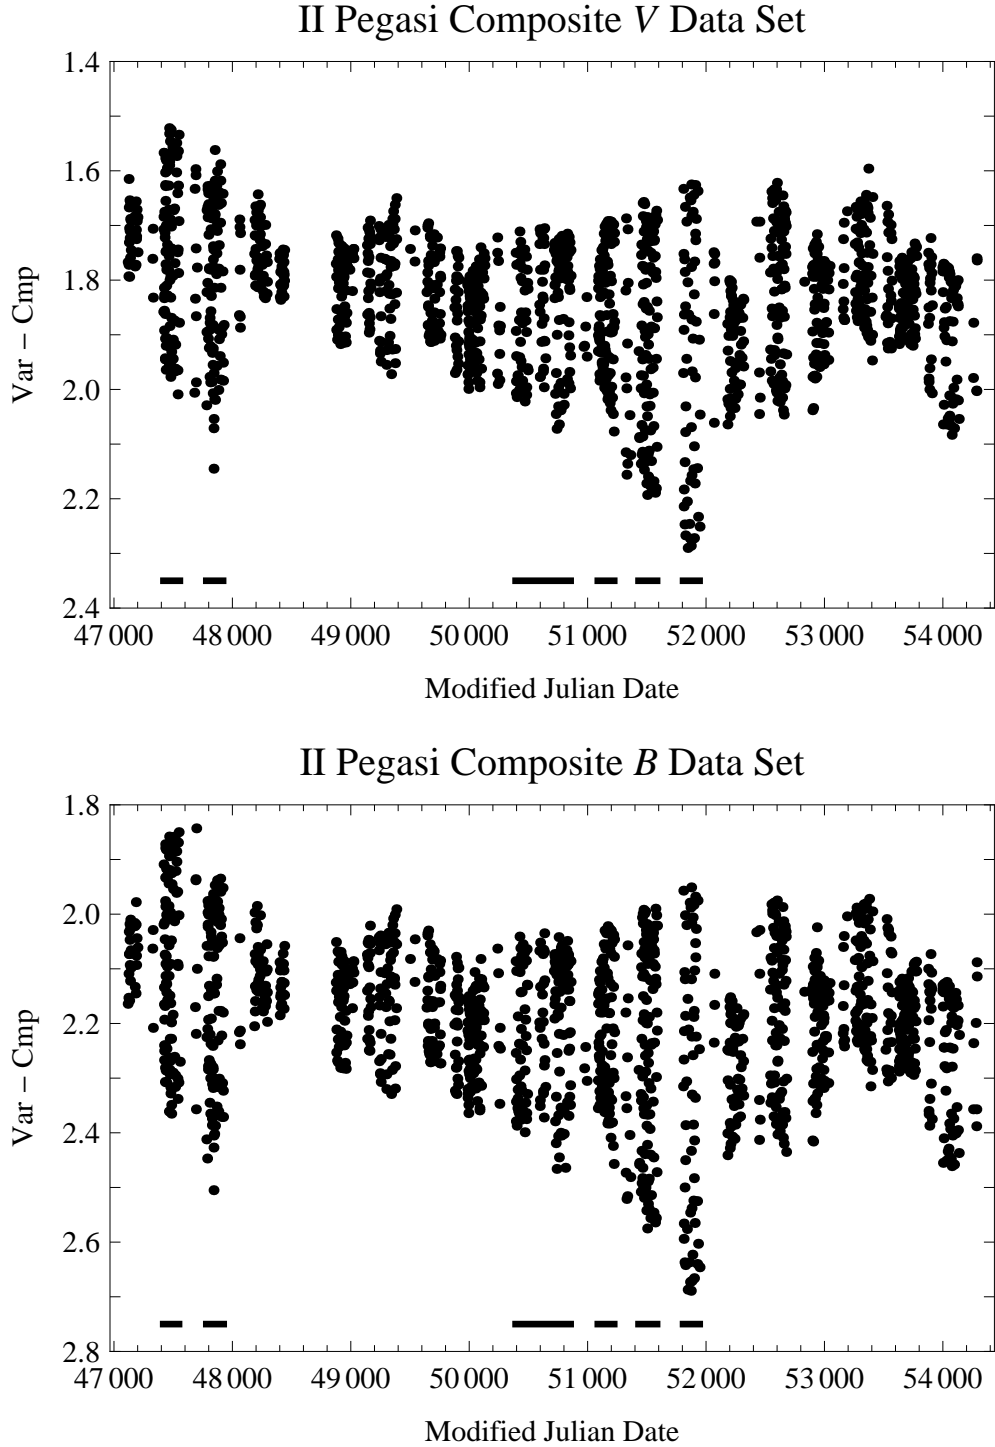 II Pegasi Composite V Data Set
1.4
1.6
1.8
2.0
2.2
2.4
Var – Cmp
47 000 48 000 49 000 50 000 51 000 52 000 53 000 54 000
Modified Julian Date
II Pegasi Composite B Data Set
1.8
2.0
2.2
2.4
2.6
2.8
Var – Cmp
47 000 48 000 49 000 50 000 51 000 52 000 53 000 54 000
Modified Julian Date